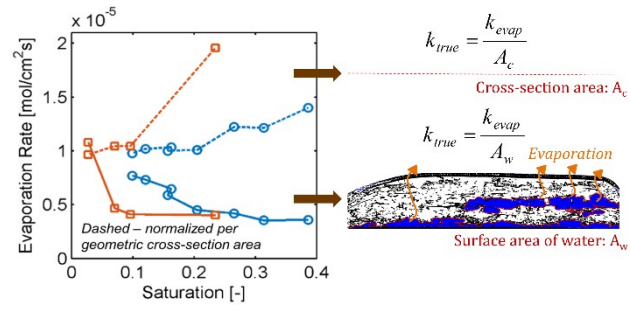 × 10⁻⁵
2
1.5
1
0.5
0
Evaporation Rate [mol/cm²s]
Dashed – normalized per
geometric cross-section area
0 0.1 0.2 0.3 0.4
Saturation [-]
k_true = k_evap / A_c
Cross-section area: A_c
k_true = k_evap / A_w
Evaporation
Surface area of water: A_w